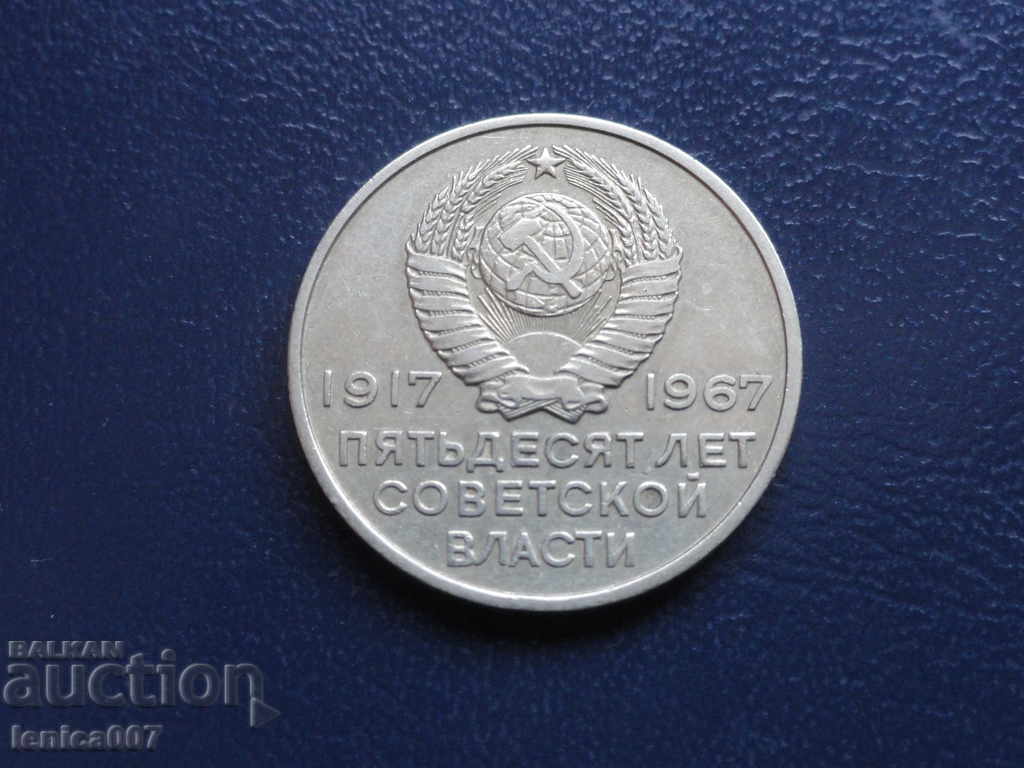 1917 1967
ПЯТЬДЕСЯТ ЛЕТ
СОВЕТСКОЙ
ВЛАСТИ
BALKAN
auction
lenica007